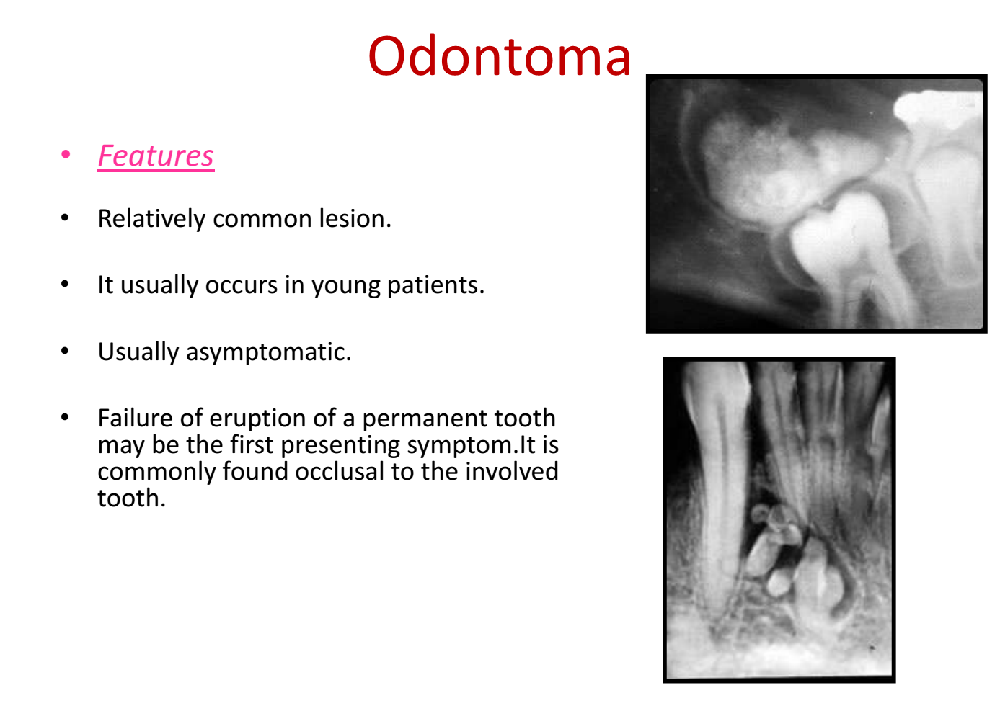 Odontoma
• Features
• Relatively common lesion.
• It usually occurs in young patients.
• Usually asymptomatic.
• Failure of eruption of a permanent tooth
may be the first presenting symptom.It is
commonly found occlusal to the involved
tooth.